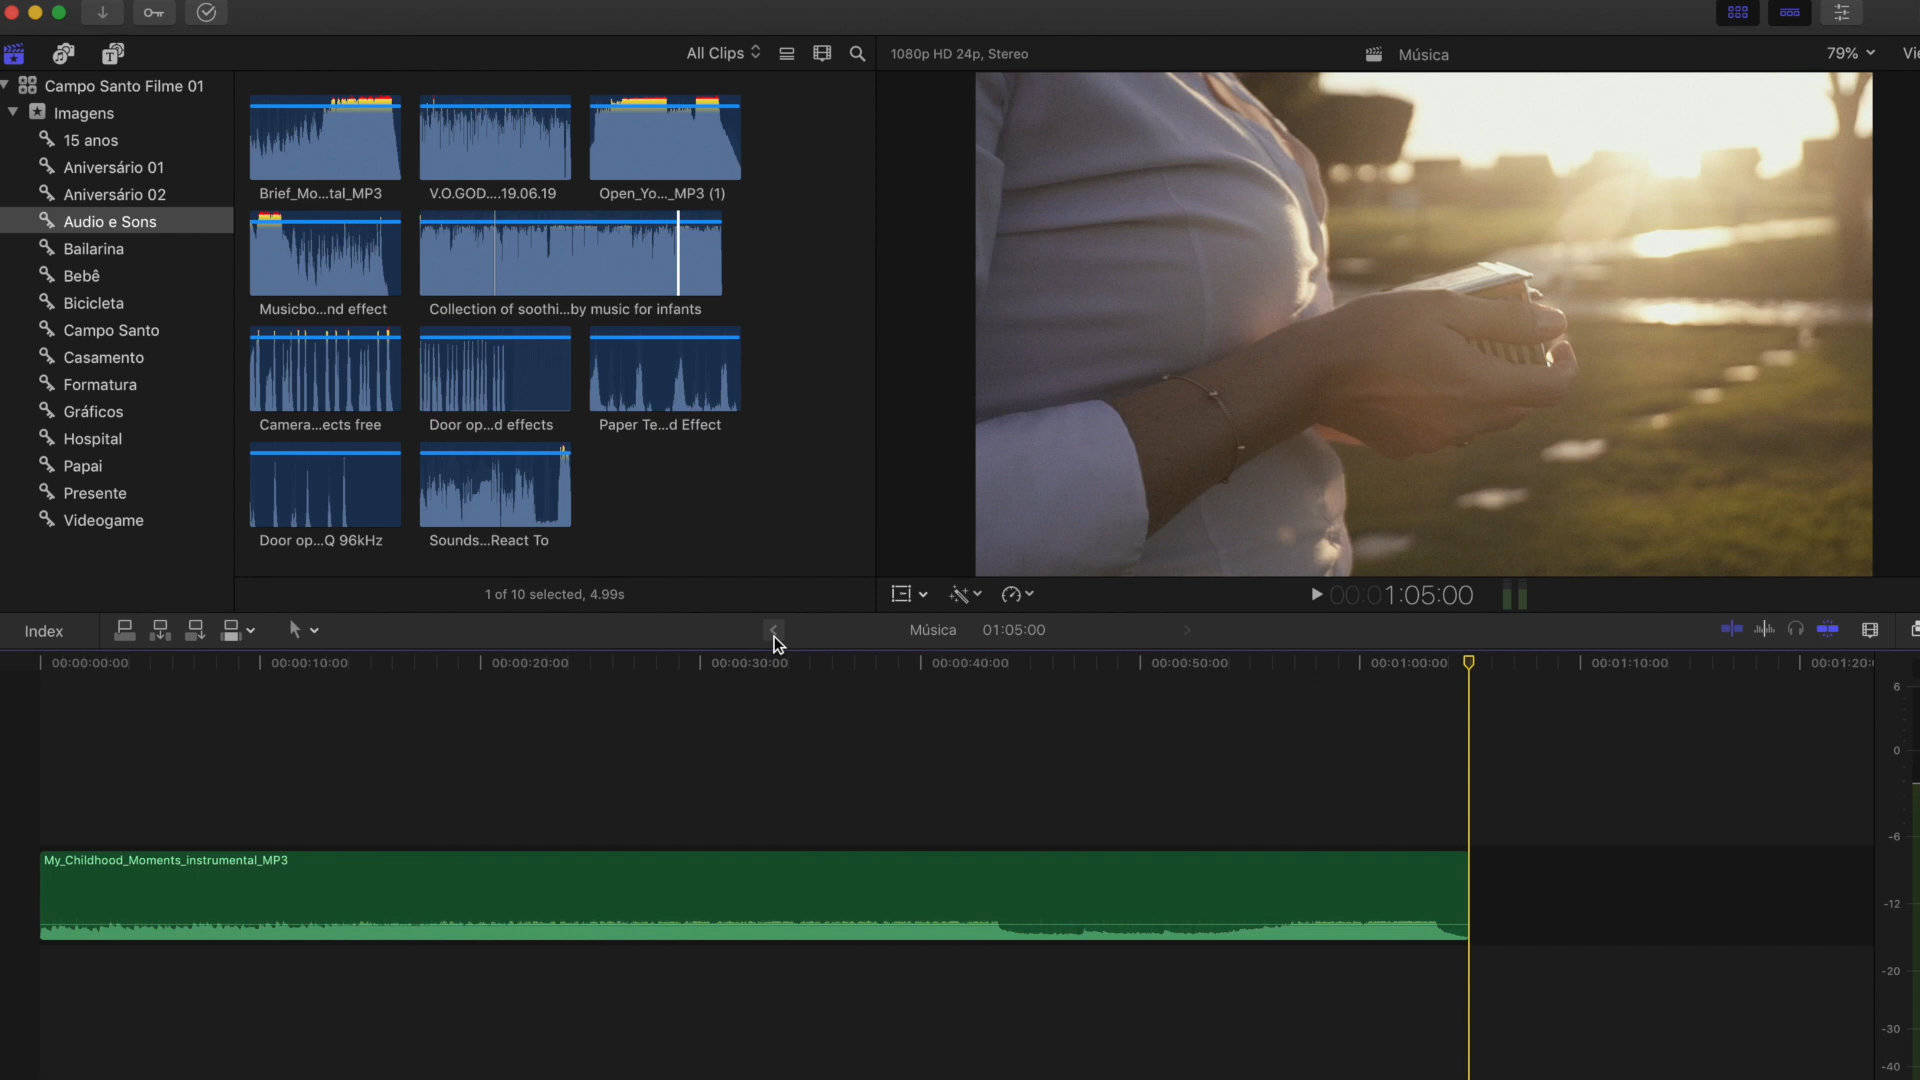 All Clips
1080p HD 24p, Stereo
Música
79%
Campo Santo Filme 01
Imagens
15 anos
Aniversário 01
Aniversário 02
Audio e Sons
Bailarina
Bebê
Bicicleta
Campo Santo
Casamento
Formatura
Gráficos
Hospital
Papai
Presente
Videogame
Brief_Mo...tal_MP3
V.O.GOD....19.06.19
Open_Yo..._MP3 (1)
Musicbo...nd effect
Collection of soothi...by music for infants
Camera...ects free
Door op...d effects
Paper Te...d Effect
Door op...Q 96kHz
Sounds...React To
1 of 10 selected, 4.99s
00:01:05:00
Index
Música 01:05:00
00:00:00:00 00:00:10:00 00:00:20:00 00:00:30:00 00:00:40:00 00:00:50:00 00:01:00:00 00:01:10:00 00:01:20:
My_Childhood_Moments_instrumental_MP3
6
0
-6
-12
-20
-30
-40